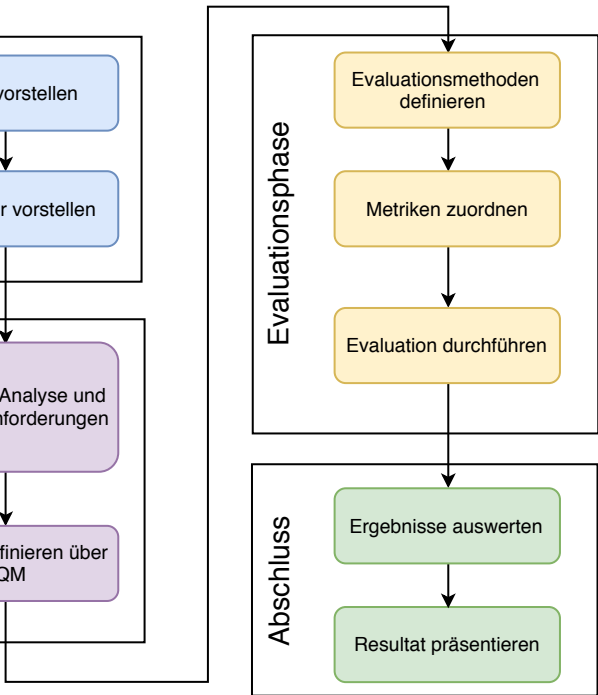 vorstellen
r vorstellen
Analyse und
forderungen
finieren über
QM
Evaluationsphase
Evaluationsmethoden
definieren
Metriken zuordnen
Evaluation durchführen
Abschluss
Ergebnisse auswerten
Resultat präsentieren